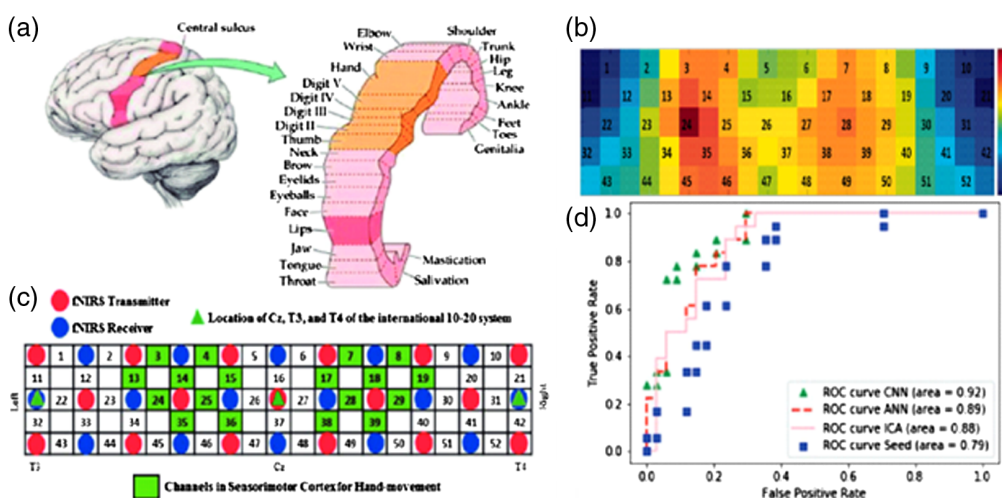 (a)
Central sulcus
Elbow
Wrist
Hand
Digit V
Digit IV
Digit III
Digit II
Thumb
Neck
Brow
Eyelids
Eyeballs
Face
Lips
Jaw
Tongue
Throat
Shoulder
Trunk
Hip
Leg
Knee
Ankle
Feet
Toes
Genitalia
Mastication
Salivation
(b)
1 2 3 4 5 6 7 8 9 10
12 13 14 15 16 17 18 19 20
22 23 24 25 26 27 28 29 30 31
32 33 34 35 36 37 38 39 40 41 42
43 44 45 46 47 48 49 50 51 52
(c)
fNIRS Transmitter
fNIRS Receiver
Location of Cz, T3, and T4 of the international 10-20 system
Left
1 2 3 4 5 6 7 8 9 10
11 12 13 14 15 16 17 18 19 20 21
22 23 24 25 26 27 28 29 30 31
32 33 34 35 36 37 38 39 40 41 42
43 44 45 46 47 48 49 50 51 52
Right
T3 Cz T4
Channels in Sensorimotor Cortex for Hand-movement
(d)
True Positive Rate
1.0
0.8
0.6
0.4
0.2
0.0
ROC curve CNN (area = 0.92)
ROC curve ANN (area = 0.89)
ROC curve ICA (area = 0.88)
ROC curve Seed (area = 0.79)
0.0 0.2 0.4 0.6 0.8 1.0
False Positive Rate